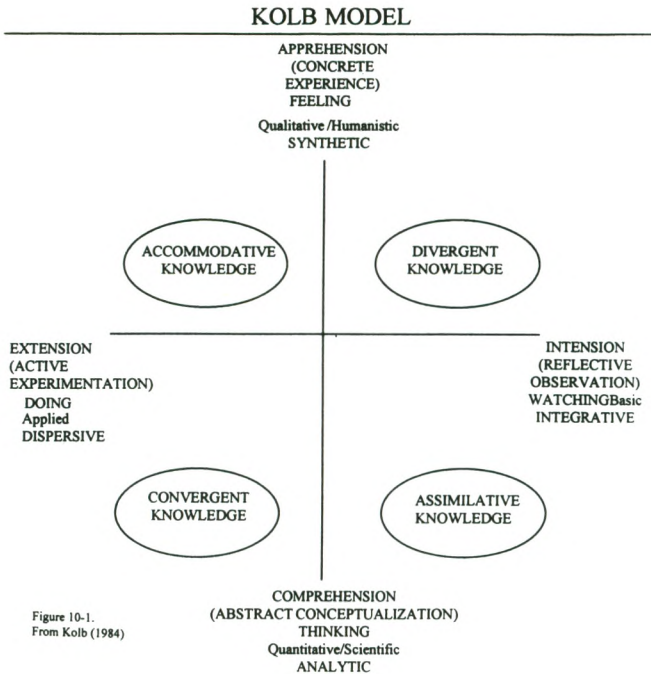 KOLB MODEL
APPREHENSION
(CONCRETE
EXPERIENCE)
FEELING
Qualitative /Humanistic
SYNTHETIC
ACCOMMODATIVE
KNOWLEDGE
DIVERGENT
KNOWLEDGE
EXTENSION
(ACTIVE
EXPERIMENTATION)
DOING
Applied
DISPERSIVE
INTENSION
(REFLECTIVE
OBSERVATION)
WATCHINGBasic
INTEGRATIVE
CONVERGENT
KNOWLEDGE
ASSIMILATIVE
KNOWLEDGE
COMPREHENSION
(ABSTRACT CONCEPTUALIZATION)
THINKING
Quantitative/Scientific
ANALYTIC
Figure 10-1.
From Kolb (1984)